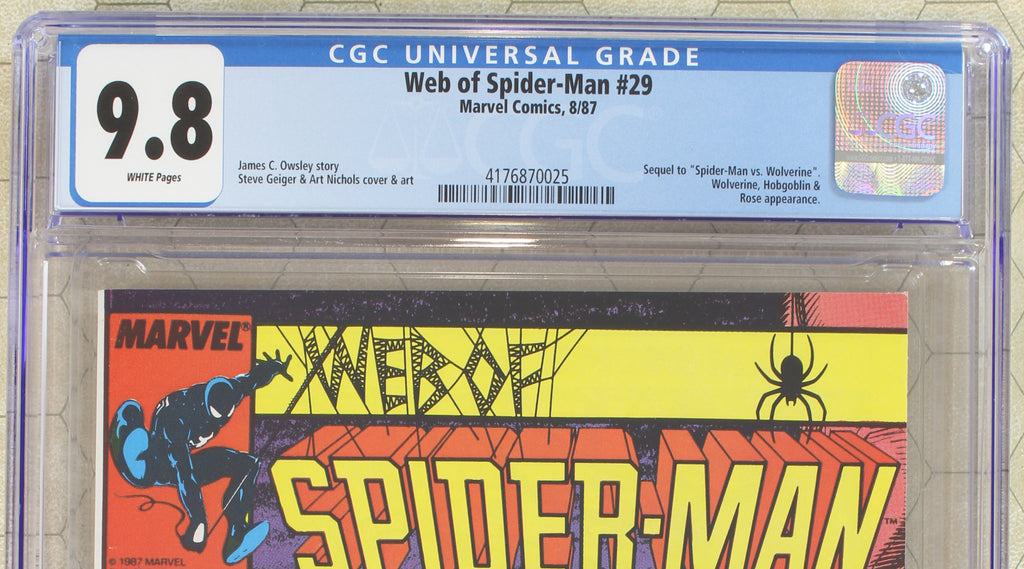 CGC UNIVERSAL GRADE
9.8
WHITE Pages
Web of Spider-Man #29
Marvel Comics, 8/87
James C. Owsley story
Steve Geiger & Art Nichols cover & art
4176870025
Sequel to "Spider-Man vs. Wolverine".
Wolverine, Hobgoblin &
Rose appearance.
CGC®
CGC
MARVEL®
WEB OF
SPIDER-MAN™
© 1987 MARVEL